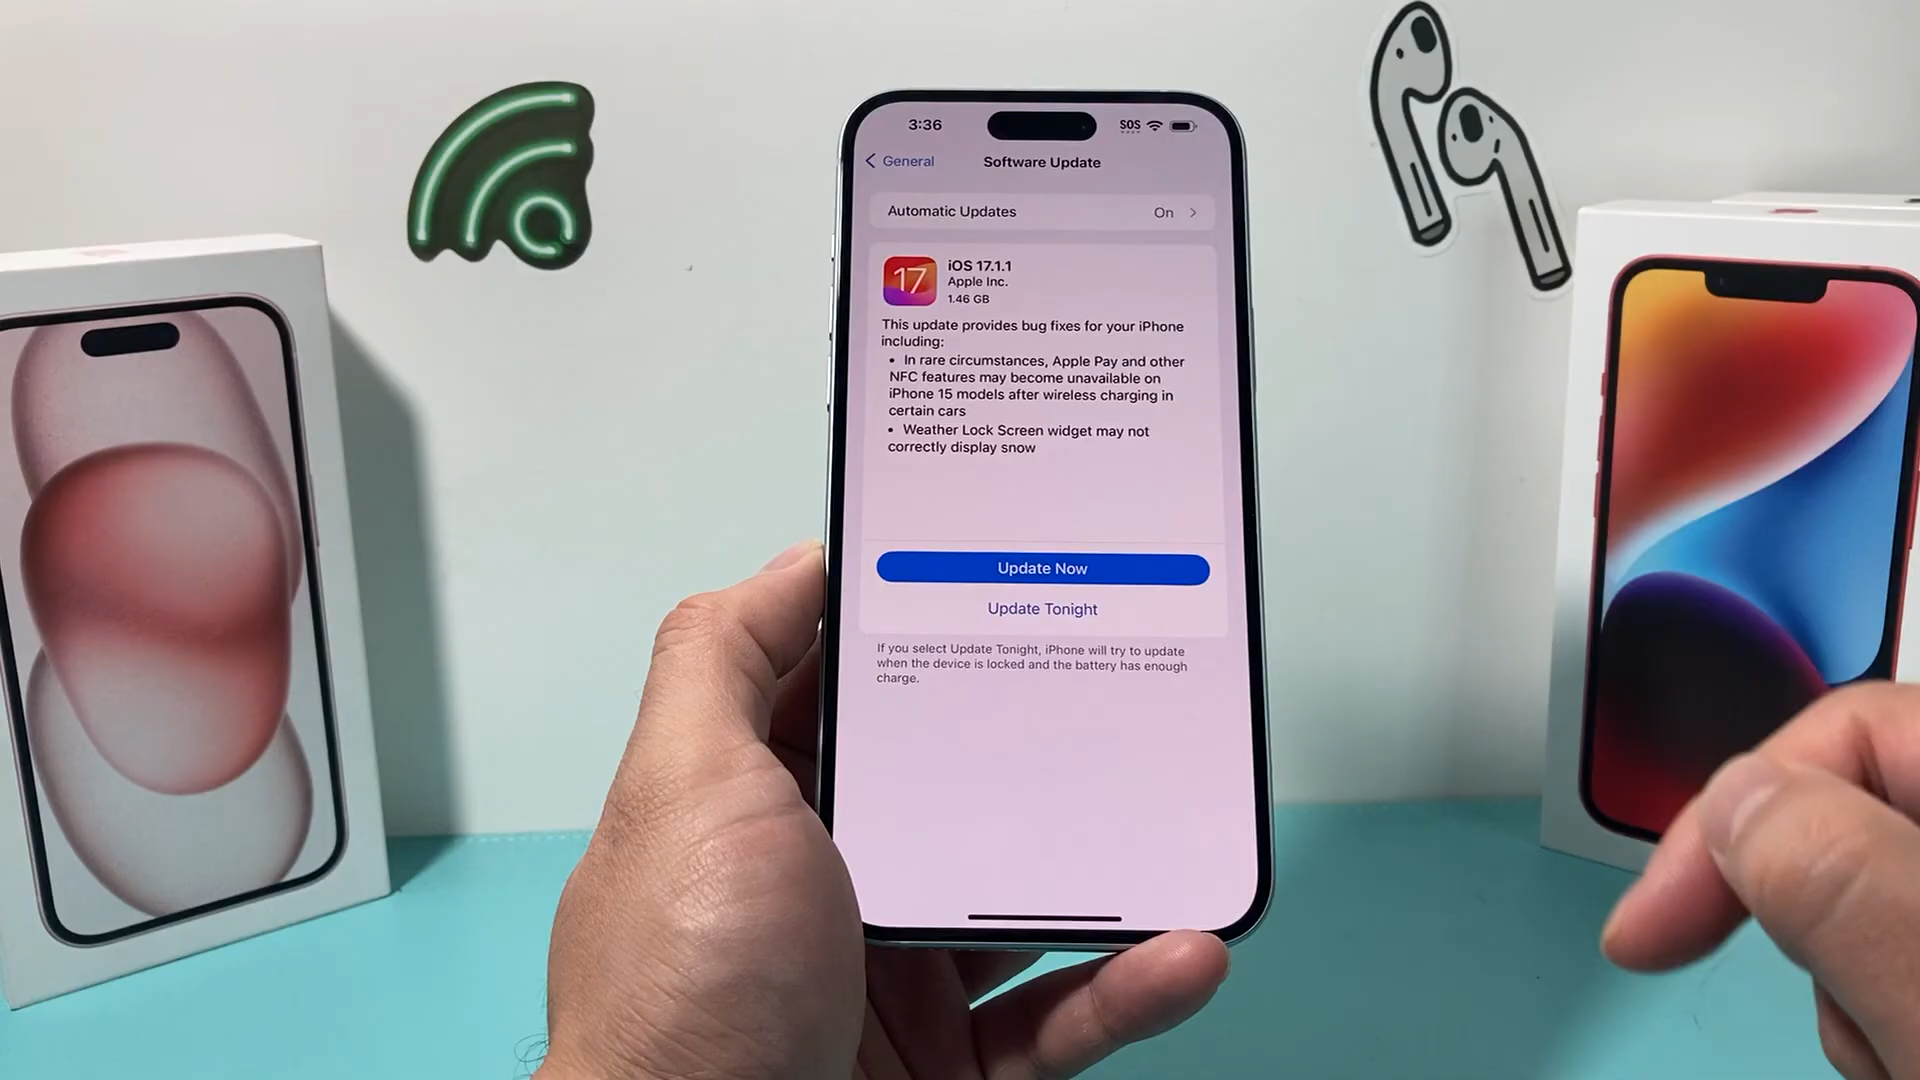 3:36
SOS
General
Software Update
Automatic Updates
On
17
iOS 17.1.1
Apple Inc.
1.46 GB
This update provides bug fixes for your iPhone
including:
• In rare circumstances, Apple Pay and other
NFC features may become unavailable on
iPhone 15 models after wireless charging in
certain cars
• Weather Lock Screen widget may not
correctly display snow
Update Now
Update Tonight
If you select Update Tonight, iPhone will try to update
when the device is locked and the battery has enough
charge.